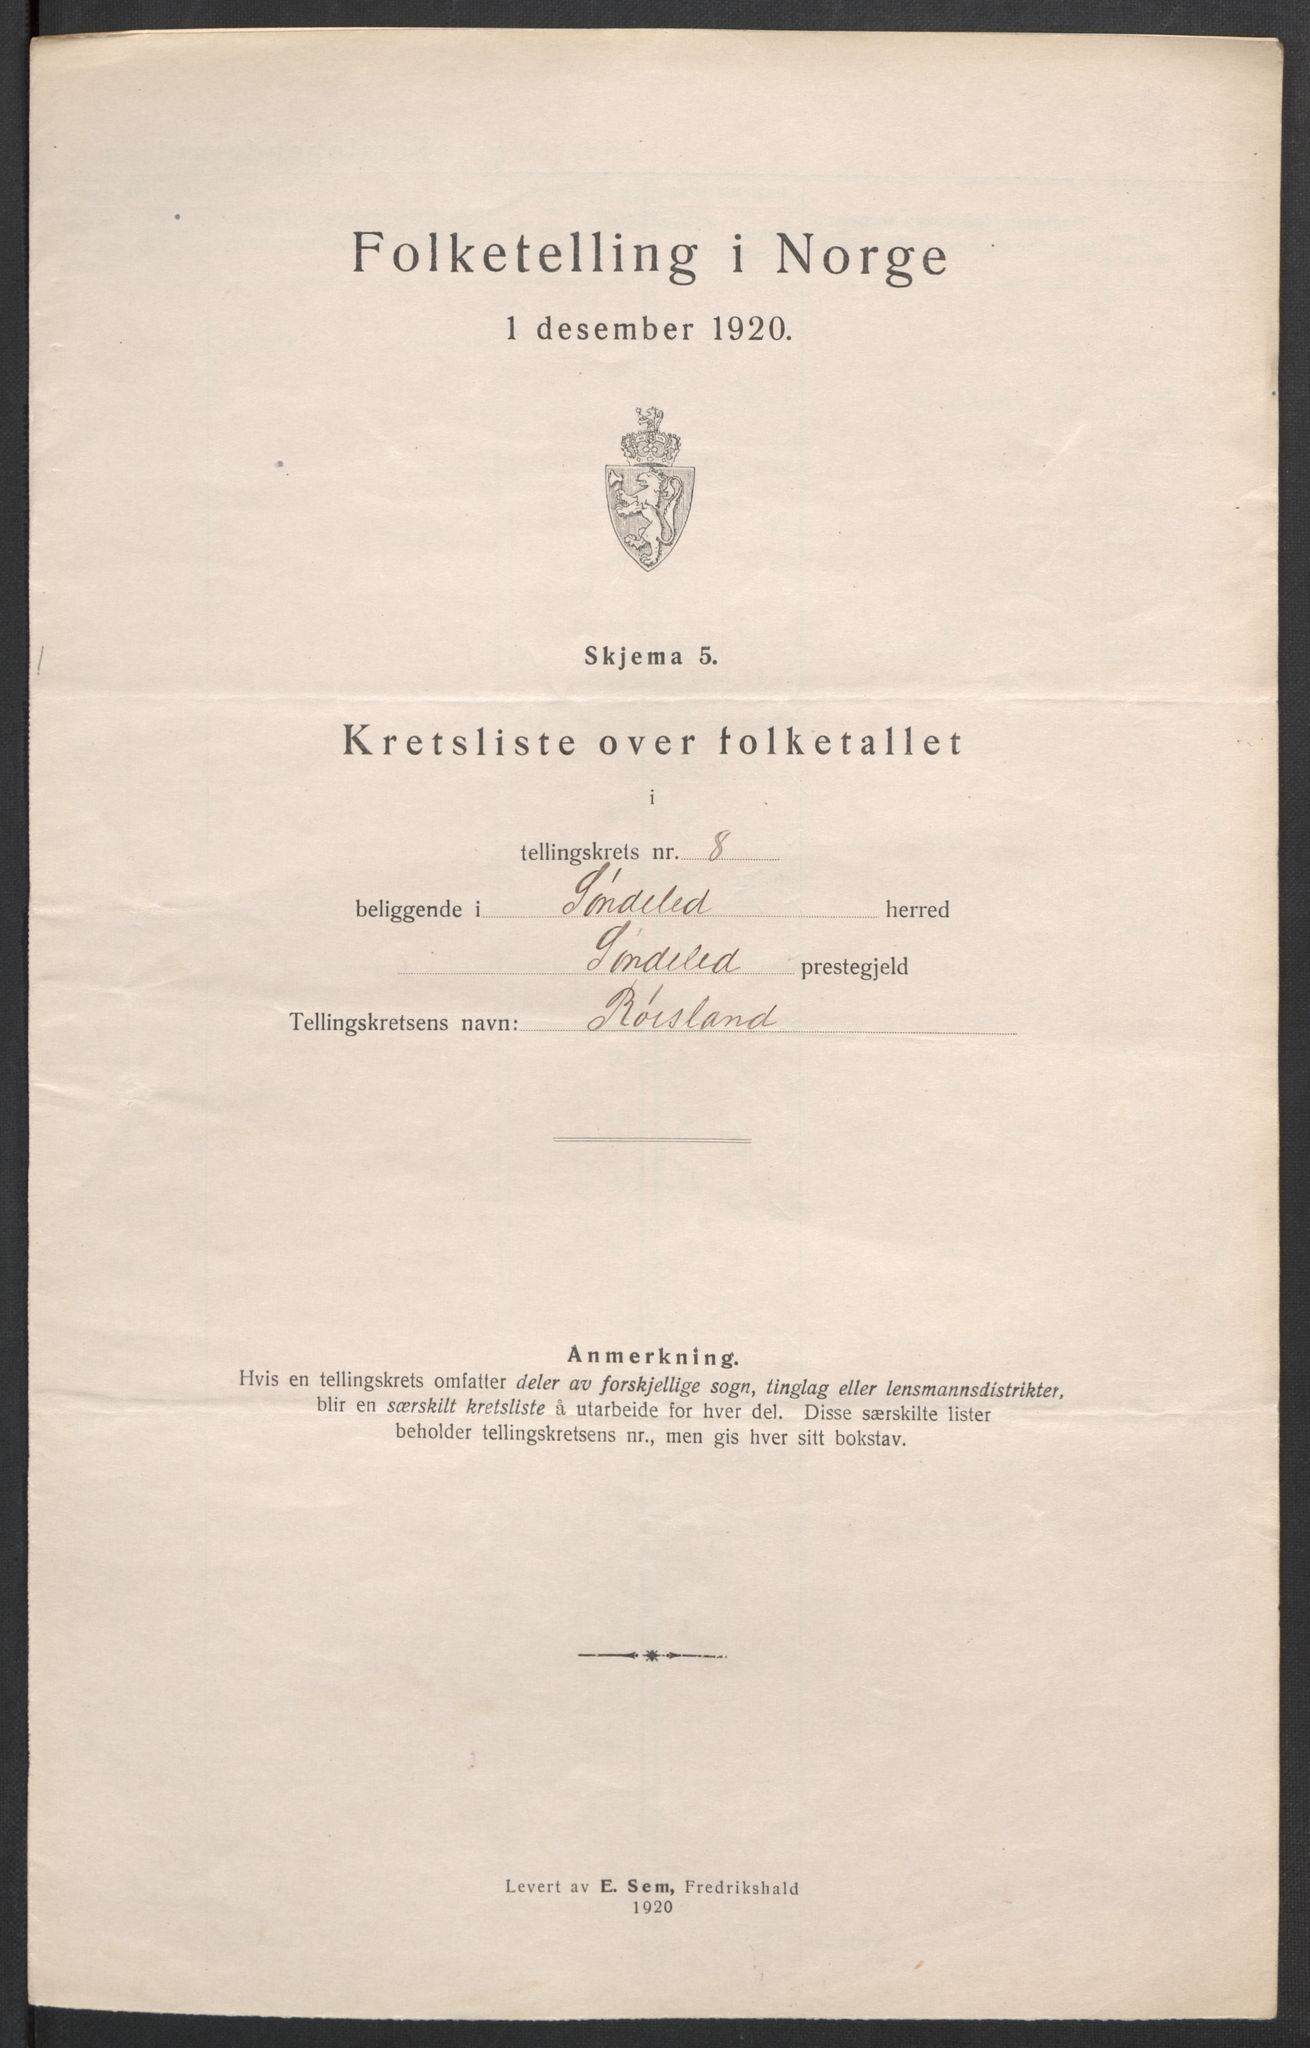 Folketelling i Norge
1 desember 1920.
Skjema 5.
Kretsliste over folketallet
i
tellingskrets nr. 8
beliggende i Søndeled herred
Søndeled prestegjeld
Tellingskretsens navn: Røisland
Anmerkning.
Hvis en tellingskrets omfatter deler av forskjellige sogn, tinglag eller lensmannsdistrikter,
blir en særskilt kretsliste å utarbeide for hver del. Disse særskilte lister
beholder tellingskretsens nr., men gis hver sitt bokstav.
Levert av E. Sem, Fredrikshald
1920